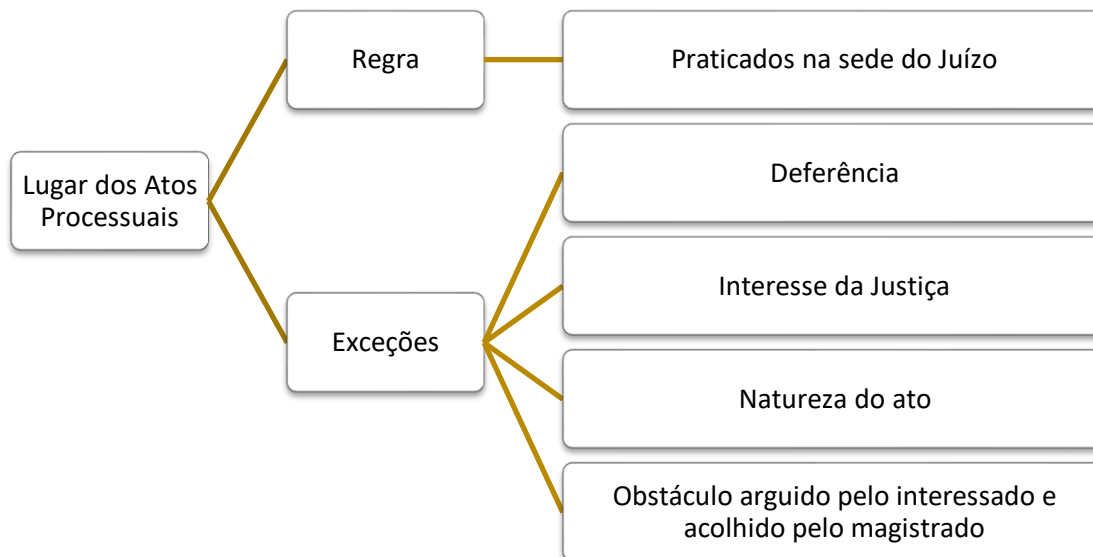 Lugar dos Atos
Processuais
Regra
Praticados na sede do Juízo
Exceções
Deferência
Interesse da Justiça
Natureza do ato
Obstáculo arguido pelo interessado e
acolhido pelo magistrado